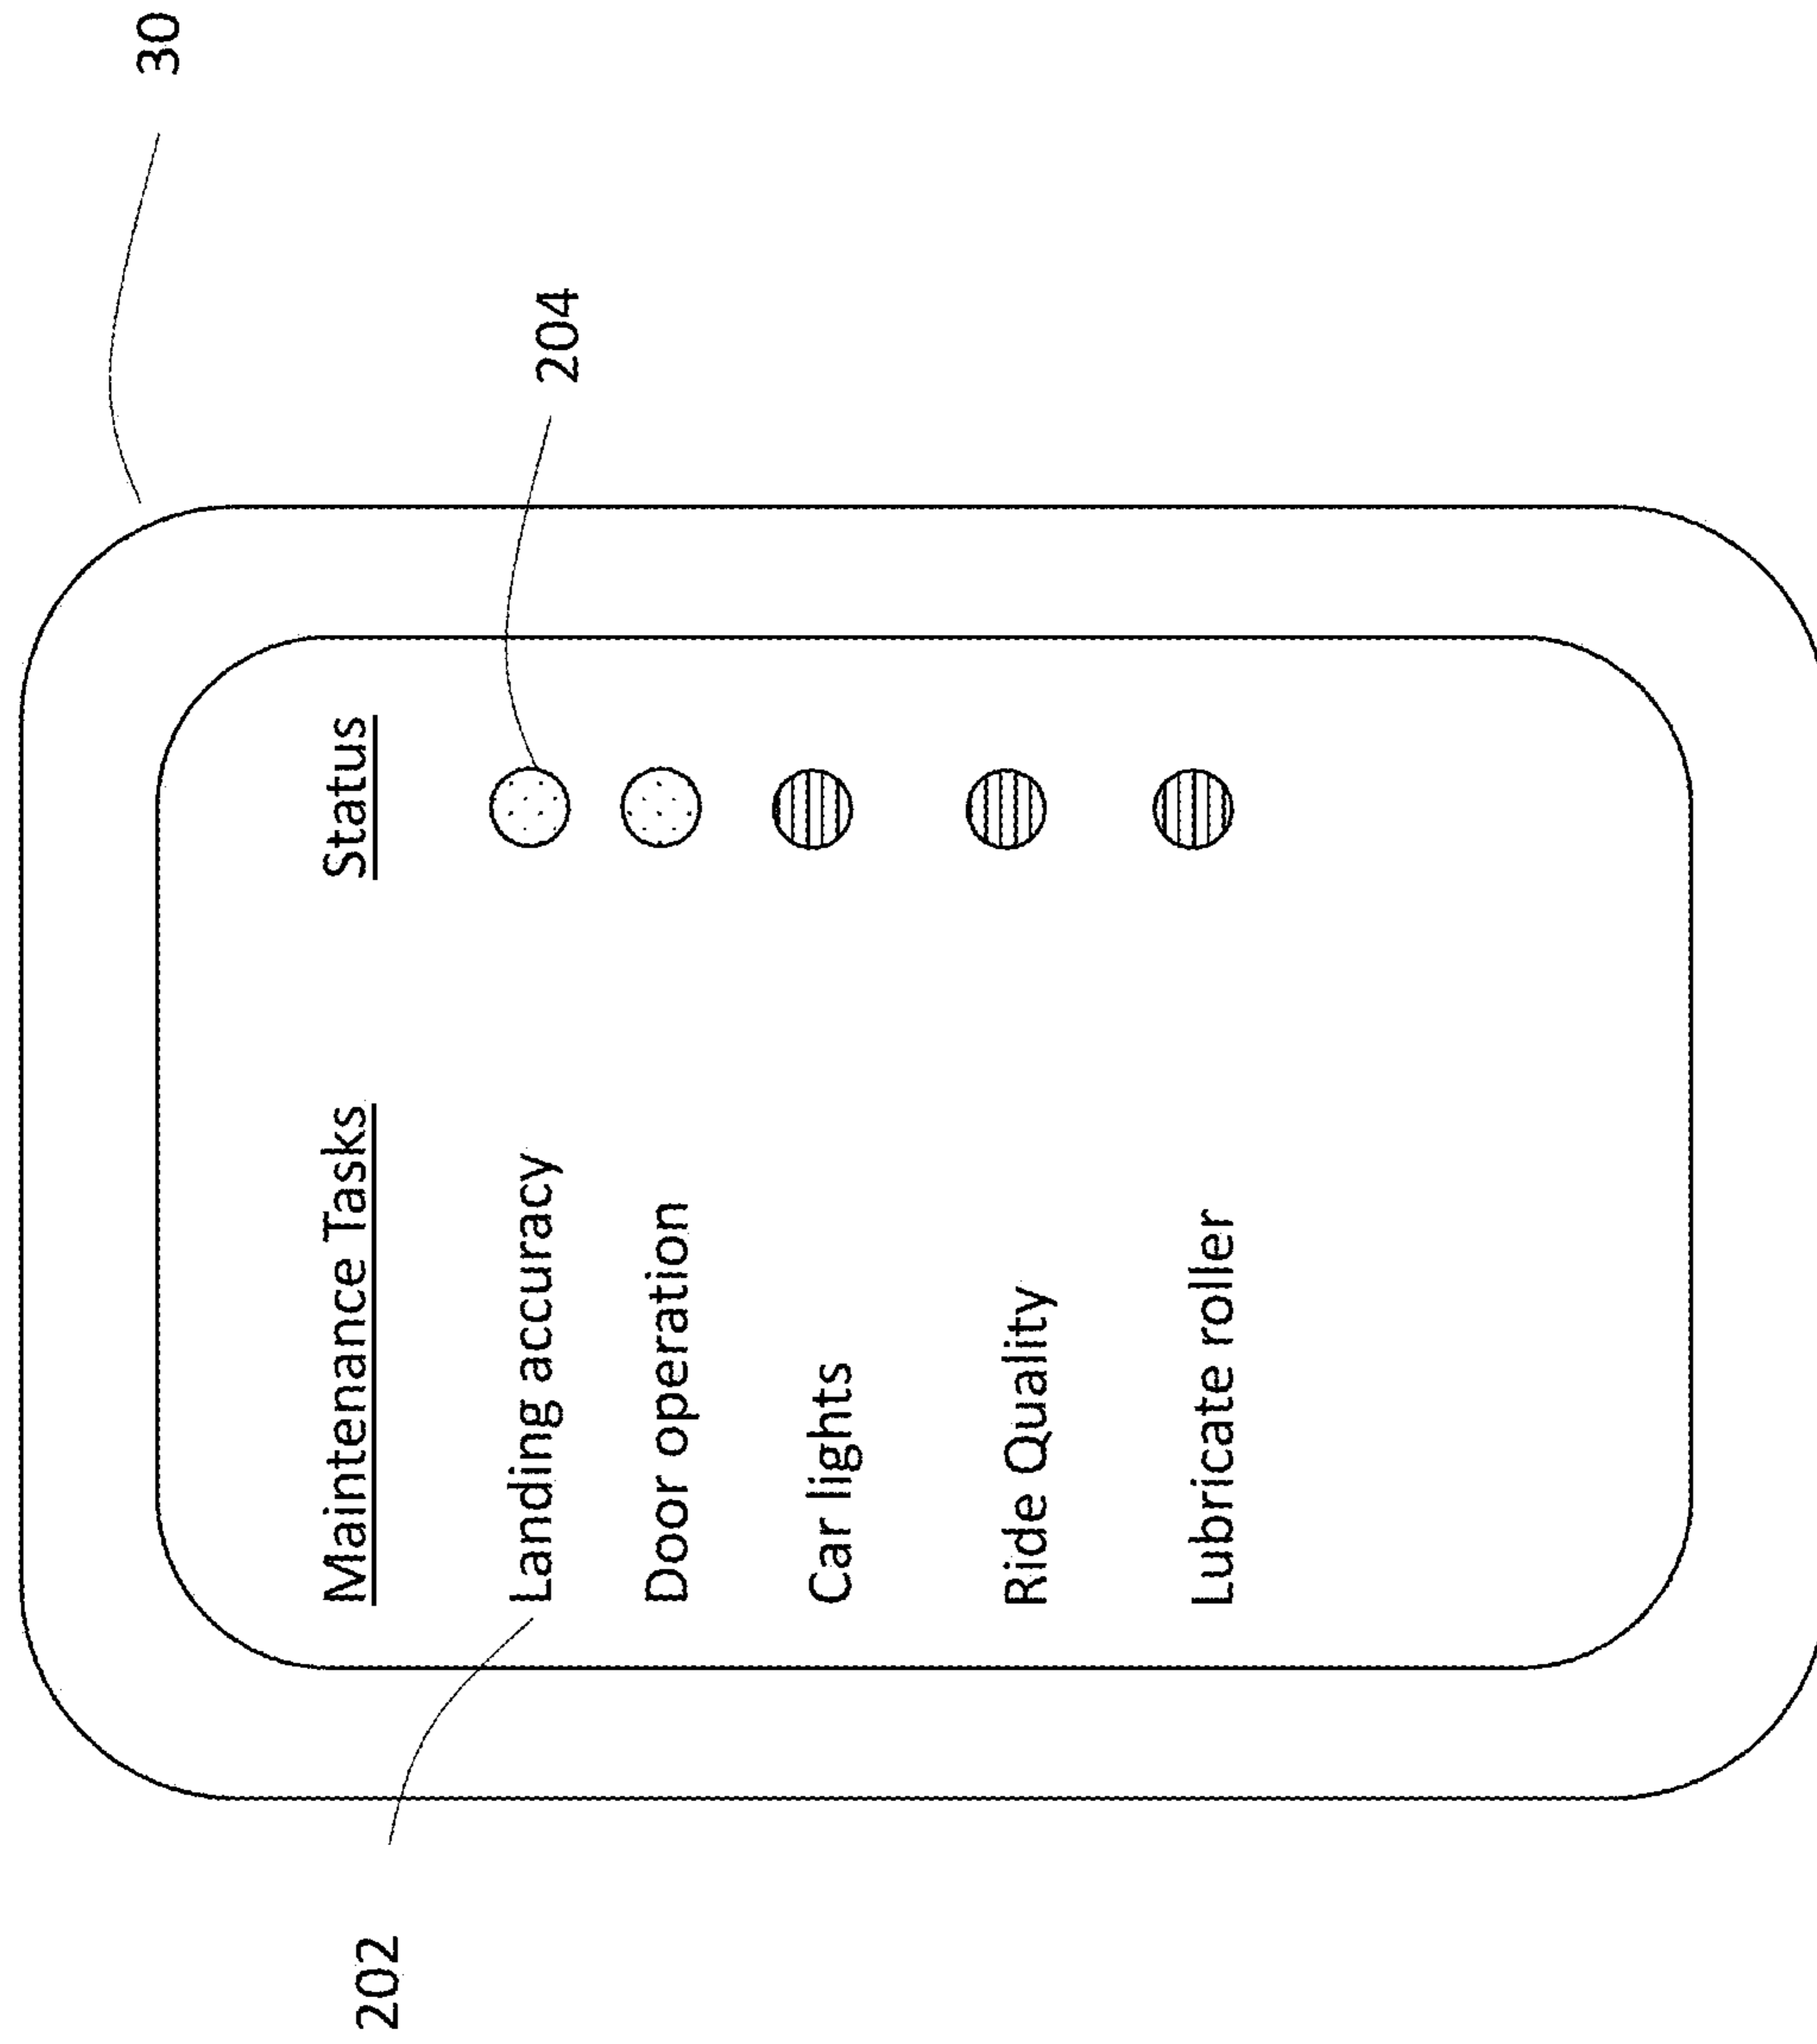 30
204
Maintenance Tasks Status
Landing accuracy
Door operation
Car lights
Ride Quality
Lubricate roller
202